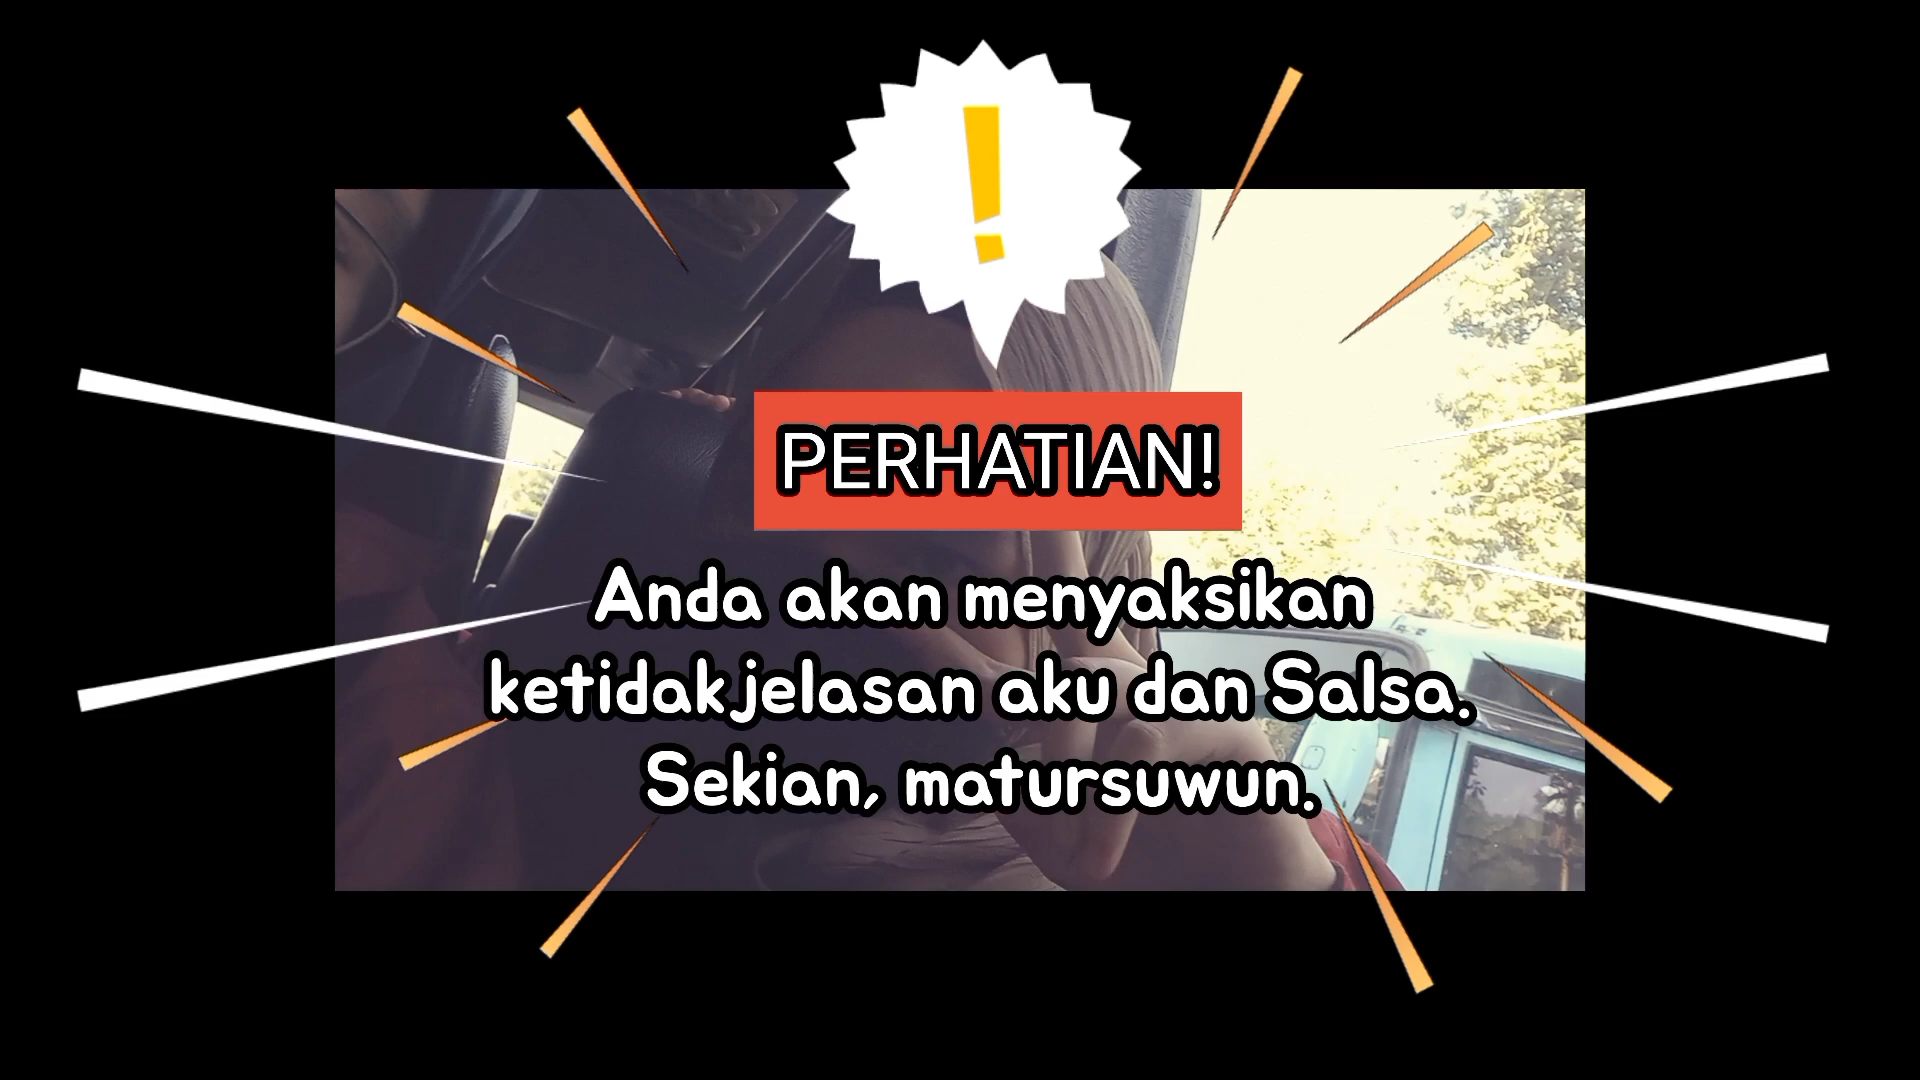 !
PERHATIAN!
Anda akan menyaksikan
ketidakjelasan aku dan Salsa.
Sekian, matursuwun.